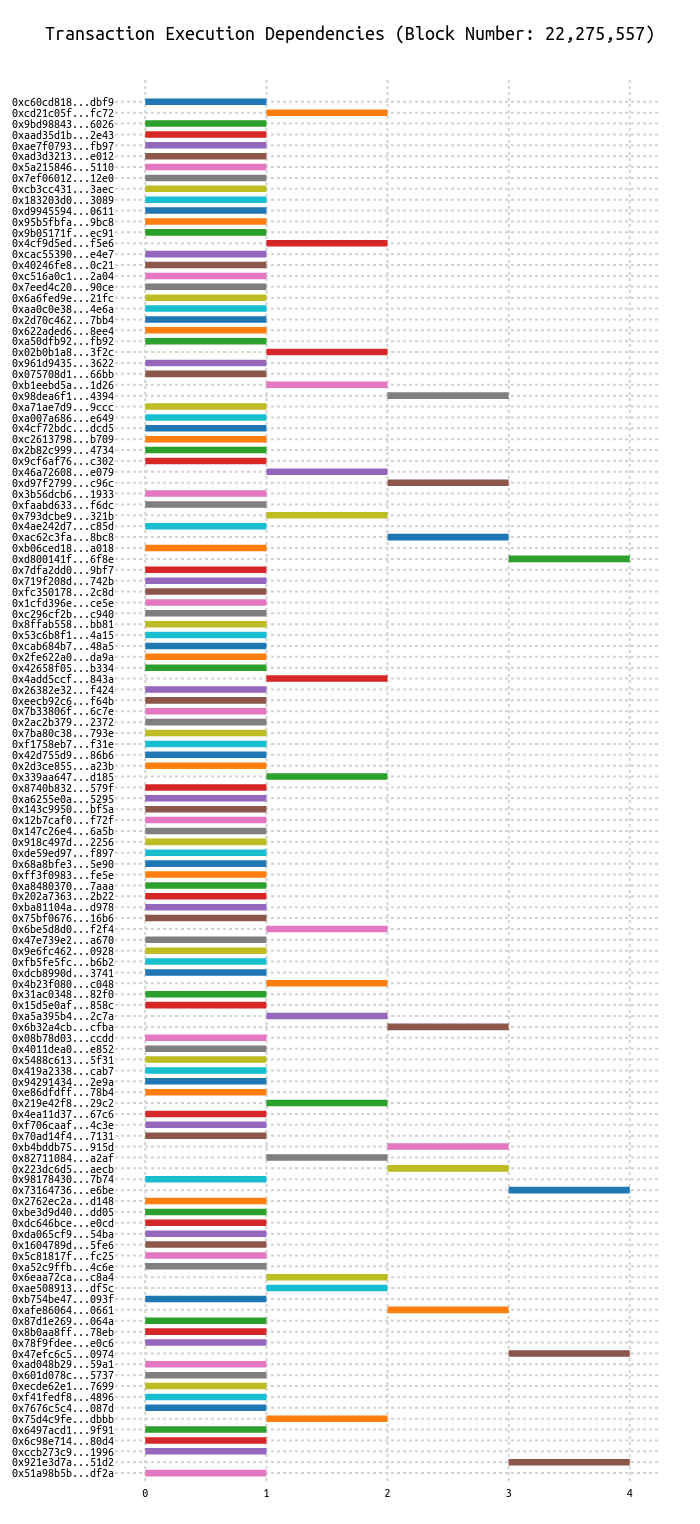 Transaction Execution Dependencies (Block Number: 22,275,557)
0xc60cd818...dbf9
0xcd21c05f...fc72
0x9bd98843...6026
0xaad35d1b...2e43
0xae7f0793...fb97
0xad3d3213...e012
0x5a215846...5110
0x7ef06012...12e0
0xcb3cc431...3aec
0x183203d0...3089
0xd9945594...0611
0x95b5fbfa...9bc8
0x9b05171f...ec91
0x4cf9d5ed...f5e6
0xcac55390...e4e7
0x40246fe8...0c21
0xc516a0c1...2a04
0x7eed4c20...90ce
0x6a6fed9e...21fc
0xaa0c0e38...4e6a
0x2d70c462...7bb4
0x622aded6...8ee4
0xa50dfb92...fb92
0x02b0b1a8...3f2c
0x961d9435...3622
0x075708d1...66bb
0xb1eebd5a...1d26
0x98dea6f1...4394
0xa71ae7d9...9ccc
0xa007a686...e649
0x4cf72bdc...dcd5
0xc2613798...b709
0x2b82c999...4734
0x9cf6af76...c302
0x46a72608...e079
0xd97f2799...c96c
0x3b56dcb6...1933
0xfaabd633...f6dc
0x793dcbe9...321b
0x4ae242d7...c85d
0xac62c3fa...8bc8
0xb06ced18...a018
0xd800141f...6f8e
0x7dfa2dd0...9bf7
0x719f208d...742b
0xfc350178...2c8d
0x1cfd396e...ce5e
0xc296cf2b...c940
0x8ffab558...bb81
0x53c6b8f1...4a15
0xcab684b7...48a5
0x2fe622a0...da9a
0x42658f05...b334
0x4add5ccf...843a
0x26382e32...f424
0xeecb92c6...f64b
0x7b33806f...6c7e
0x2ac2b379...2372
0x7ba80c38...793e
0xf1758eb7...f31e
0x42d755d9...86b6
0x2d3ce855...a23b
0x339aa647...d185
0x8740b832...579f
0xa6255e0a...5295
0x143c9950...bf5a
0x12b7caf0...f72f
0x147c26e4...6a5b
0x918c497d...2256
0xde59ed97...f897
0x68a8bfe3...5e90
0xff3f0983...fe5e
0xa8480370...7aaa
0x202a7363...2b22
0xba81104a...d978
0x75bf0676...16b6
0x6be5d8d0...f2f4
0x47e739e2...a670
0x9e6fc462...0928
0xfb5fe5fc...b6b2
0xdcb8990d...3741
0x4b23f080...c048
0x31ac0348...82f0
0x15d5e0af...858c
0xa5a395b4...2c7a
0x6b32a4cb...cfba
0x08b78d03...ccdd
0x4011dea0...e852
0x5488c613...5f31
0x419a2338...cab7
0x94291434...2e9a
0xe86dfdff...78b4
0x219e42f8...29c2
0x4ea11d37...67c6
0xf706caaf...4c3e
0x70ad14f4...7131
0xb4bddb75...915d
0x82711084...a2af
0x223dc6d5...aecb
0x98178430...7b74
0x73164736...e6be
0x2762ec2a...d148
0xbe3d9d40...dd05
0xdc646bce...e0cd
0xda065cf9...54ba
0x1604789d...5fe6
0x5c81817f...fc25
0xa52c9ffb...4c6e
0x6eaa72ca...c8a4
0xae508913...df5c
0xb754be47...093f
0xafe86064...0661
0x87d1e269...064a
0x8b0aa8ff...78eb
0x78f9fdee...e0c6
0x47efc6c5...0974
0xad048b29...59a1
0x601d078c...5737
0xecde62e1...7699
0xf41fedf8...4896
0x7676c5c4...087d
0x75d4c9fe...dbbb
0x6497acd1...9f91
0x6c98e714...80d4
0xccb273c9...1996
0x921e3d7a...51d2
0x51a98b5b...df2a
0 1 2 3 4